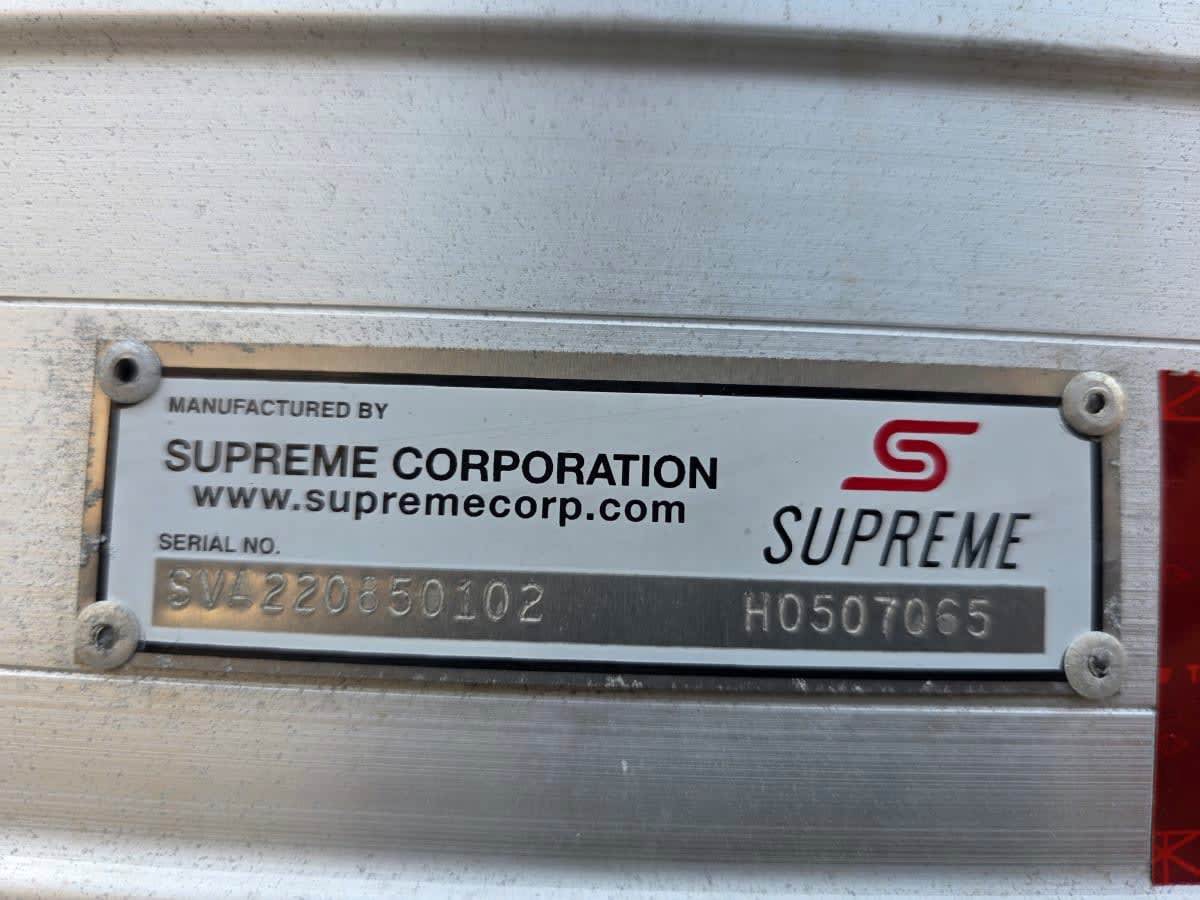 MANUFACTURED BY
SUPREME CORPORATION
www.supremecorp.com
SUPREME
SERIAL NO.
SVA220850102 H0507065